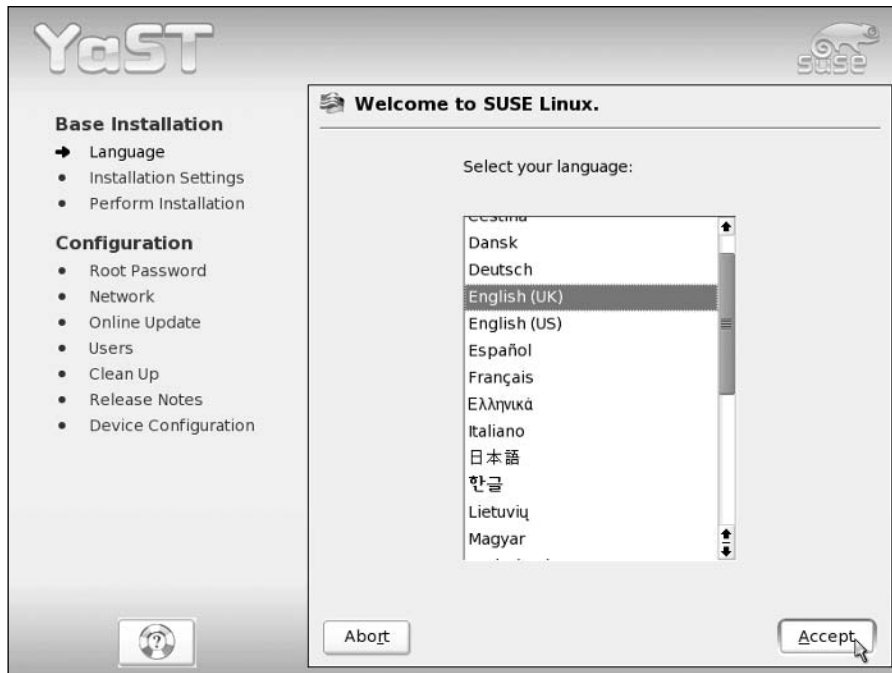 YaST
SUSE
Base Installation
Language
Installation Settings
Perform Installation
Configuration
Root Password
Network
Online Update
Users
Clean Up
Release Notes
Device Configuration
Welcome to SUSE Linux.
Select your language:
Dansk
Deutsch
English (UK)
English (US)
Español
Français
Ελληνικά
Italiano
日本語
한글
Lietuvių
Magyar
Abort
Accept